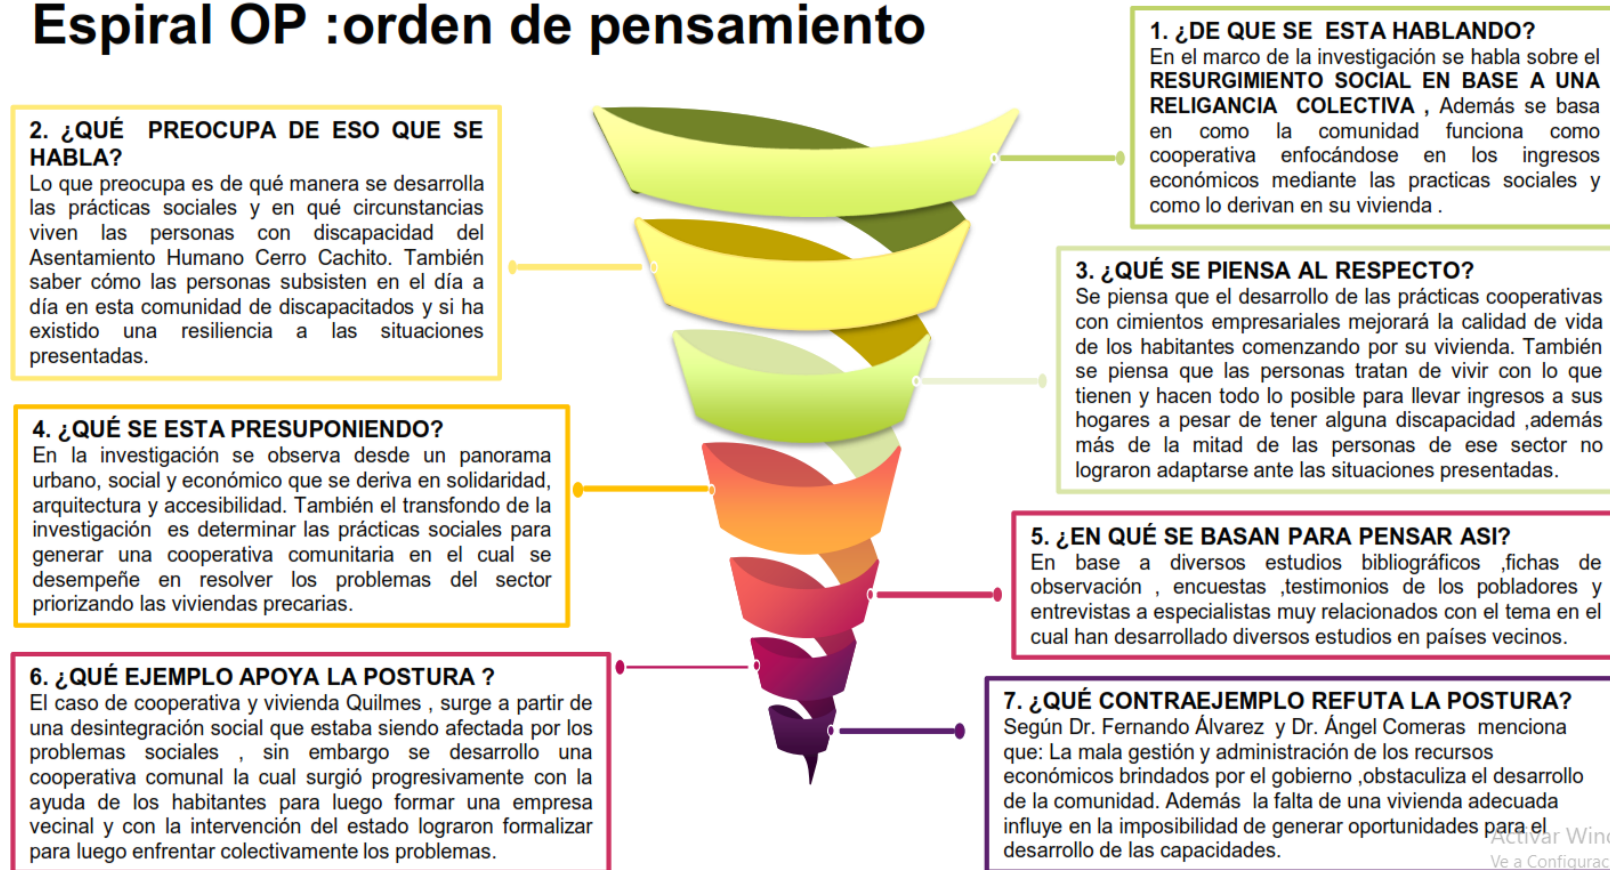 Espiral OP :orden de pensamiento
1. ¿DE QUE SE ESTA HABLANDO?
En el marco de la investigación se habla sobre el
RESURGIMIENTO SOCIAL EN BASE A UNA
RELIGANCIA COLECTIVA , Además se basa
en como la comunidad funciona como
cooperativa enfocándose en los ingresos
económicos mediante las practicas sociales y
como lo derivan en su vivienda .
2. ¿QUÉ PREOCUPA DE ESO QUE SE
HABLA?
Lo que preocupa es de qué manera se desarrolla
las prácticas sociales y en qué circunstancias
viven las personas con discapacidad del
Asentamiento Humano Cerro Cachito. También
saber cómo las personas subsisten en el día a
día en esta comunidad de discapacitados y si ha
existido una resiliencia a las situaciones
presentadas.
3. ¿QUÉ SE PIENSA AL RESPECTO?
Se piensa que el desarrollo de las prácticas cooperativas
con cimientos empresariales mejorará la calidad de vida
de los habitantes comenzando por su vivienda. También
se piensa que las personas tratan de vivir con lo que
tienen y hacen todo lo posible para llevar ingresos a sus
hogares a pesar de tener alguna discapacidad ,además
más de la mitad de las personas de ese sector no
lograron adaptarse ante las situaciones presentadas.
4. ¿QUÉ SE ESTA PRESUPONIENDO?
En la investigación se observa desde un panorama
urbano, social y económico que se deriva en solidaridad,
arquitectura y accesibilidad. También el transfondo de la
investigación es determinar las prácticas sociales para
generar una cooperativa comunitaria en el cual se
desempeñe en resolver los problemas del sector
priorizando las viviendas precarias.
5. ¿EN QUÉ SE BASAN PARA PENSAR ASI?
En base a diversos estudios bibliográficos ,fichas de
observación , encuestas ,testimonios de los pobladores y
entrevistas a especialistas muy relacionados con el tema en el
cual han desarrollado diversos estudios en países vecinos.
6. ¿QUÉ EJEMPLO APOYA LA POSTURA ?
El caso de cooperativa y vivienda Quilmes , surge a partir de
una desintegración social que estaba siendo afectada por los
problemas sociales , sin embargo se desarrollo una
cooperativa comunal la cual surgió progresivamente con la
ayuda de los habitantes para luego formar una empresa
vecinal y con la intervención del estado lograron formalizar
para luego enfrentar colectivamente los problemas.
7. ¿QUÉ CONTRAEJEMPLO REFUTA LA POSTURA?
Según Dr. Fernando Álvarez y Dr. Ángel Comeras menciona
que: La mala gestión y administración de los recursos
económicos brindados por el gobierno ,obstaculiza el desarrollo
de la comunidad. Además la falta de una vivienda adecuada
influye en la imposibilidad de generar oportunidades para el
desarrollo de las capacidades.
Activar Wind
Ve a Configurac